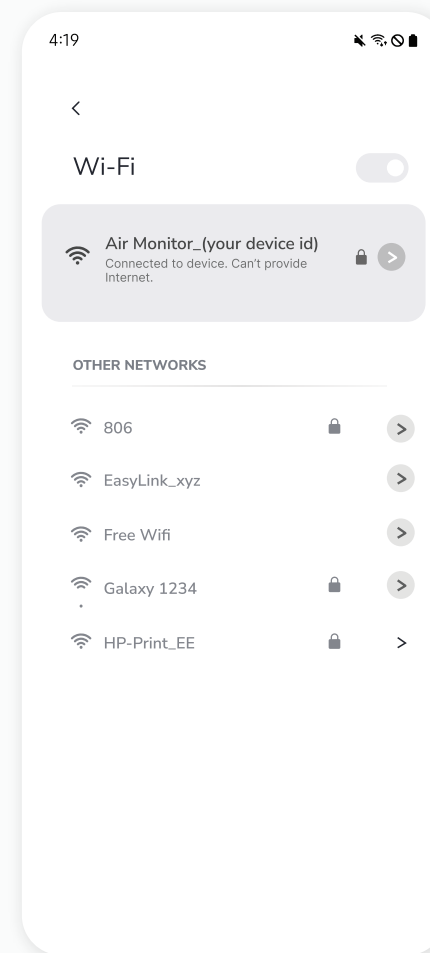 4:19
Wi-Fi
Air Monitor_(your device id)
Connected to device. Can't provide
Internet.
OTHER NETWORKS
806
EasyLink_xyz
Free Wifi
Galaxy 1234
HP-Print_EE